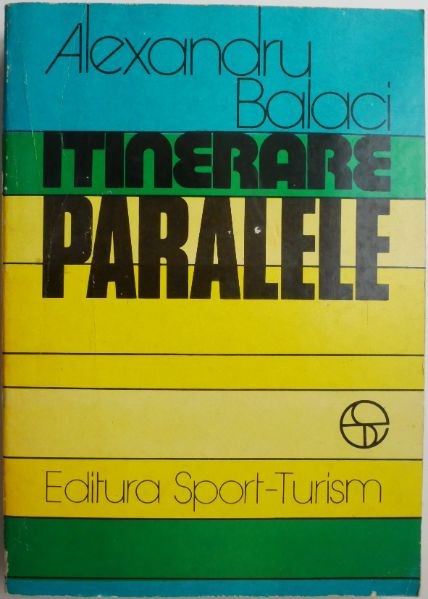 Alexandru
Balaci
ITINERARE
PARALELE
Editura Sport-Turism